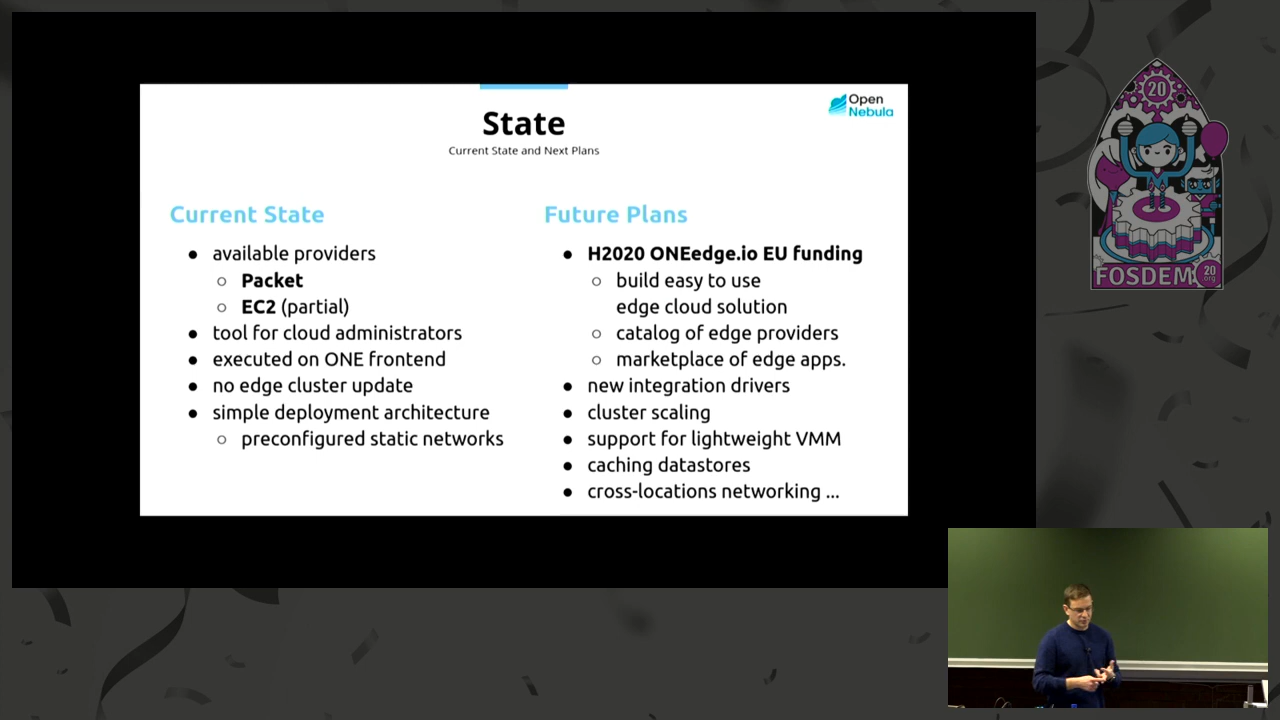 State
Current State and Next Plans
Open
Nebula
Current State
● available providers
○ Packet
○ EC2 (partial)
● tool for cloud administrators
● executed on ONE frontend
● no edge cluster update
● simple deployment architecture
○ preconfigured static networks
Future Plans
● H2020 ONEedge.io EU funding
○ build easy to use
edge cloud solution
○ catalog of edge providers
○ marketplace of edge apps.
● new integration drivers
● cluster scaling
● support for lightweight VMM
● caching datastores
● cross-locations networking ...
20
FOSDEM
20
.org